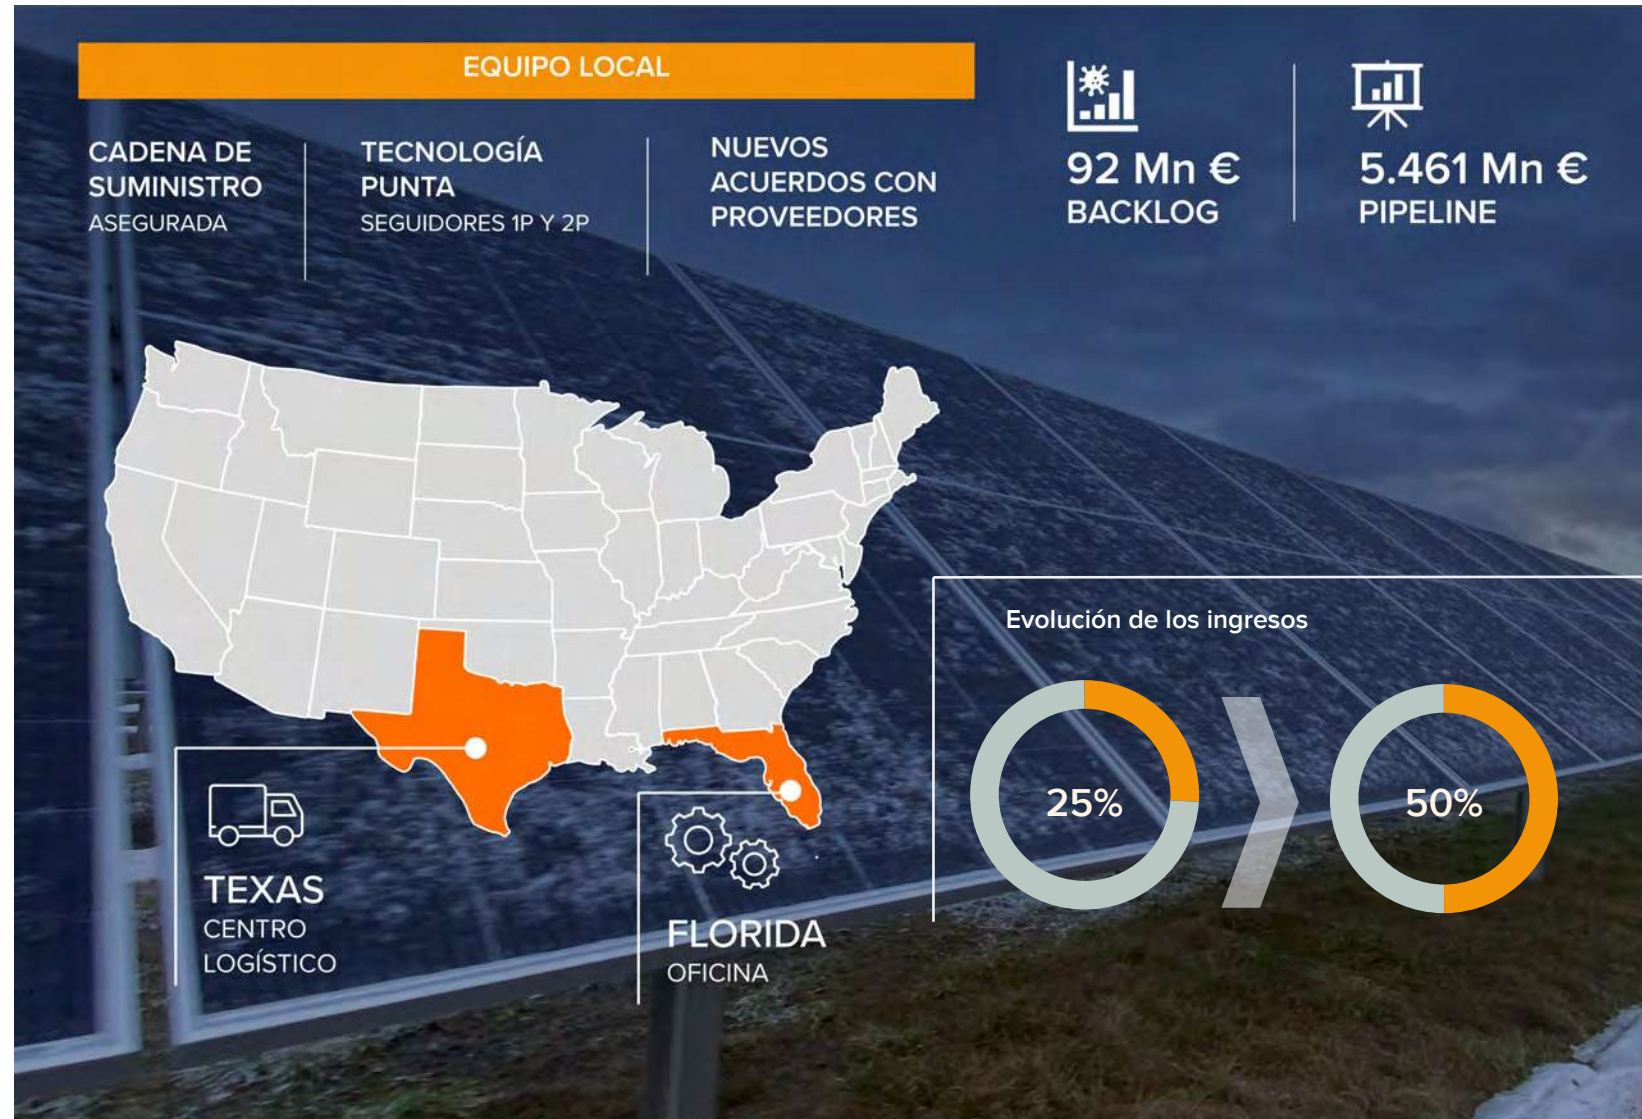 EQUIPO LOCAL
CADENA DE
SUMINISTRO
ASEGURADA
TECNOLOGÍA
PUNTA
SEGUIDORES 1P Y 2P
NUEVOS
ACUERDOS CON
PROVEEDORES
92 Mn €
BACKLOG
5.461 Mn €
PIPELINE
TEXAS
CENTRO
LOGÍSTICO
FLORIDA
OFICINA
Evolución de los ingresos
25%
50%